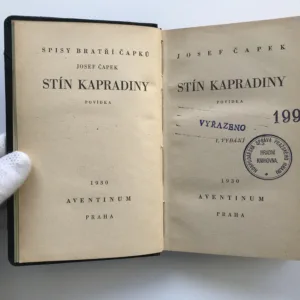 SPISY BRATŘÍ ČAPKŮ
JOSEF ČAPEK
STÍN KAPRADINY
POVÍDKA
1930
AVENTINUM
PRAHA
JOSEF ČAPEK
STÍN KAPRADINY
POVÍDKA
199
VYŘAZENO
I. VYDÁNÍ
1930
AVENTINUM
PRAHA